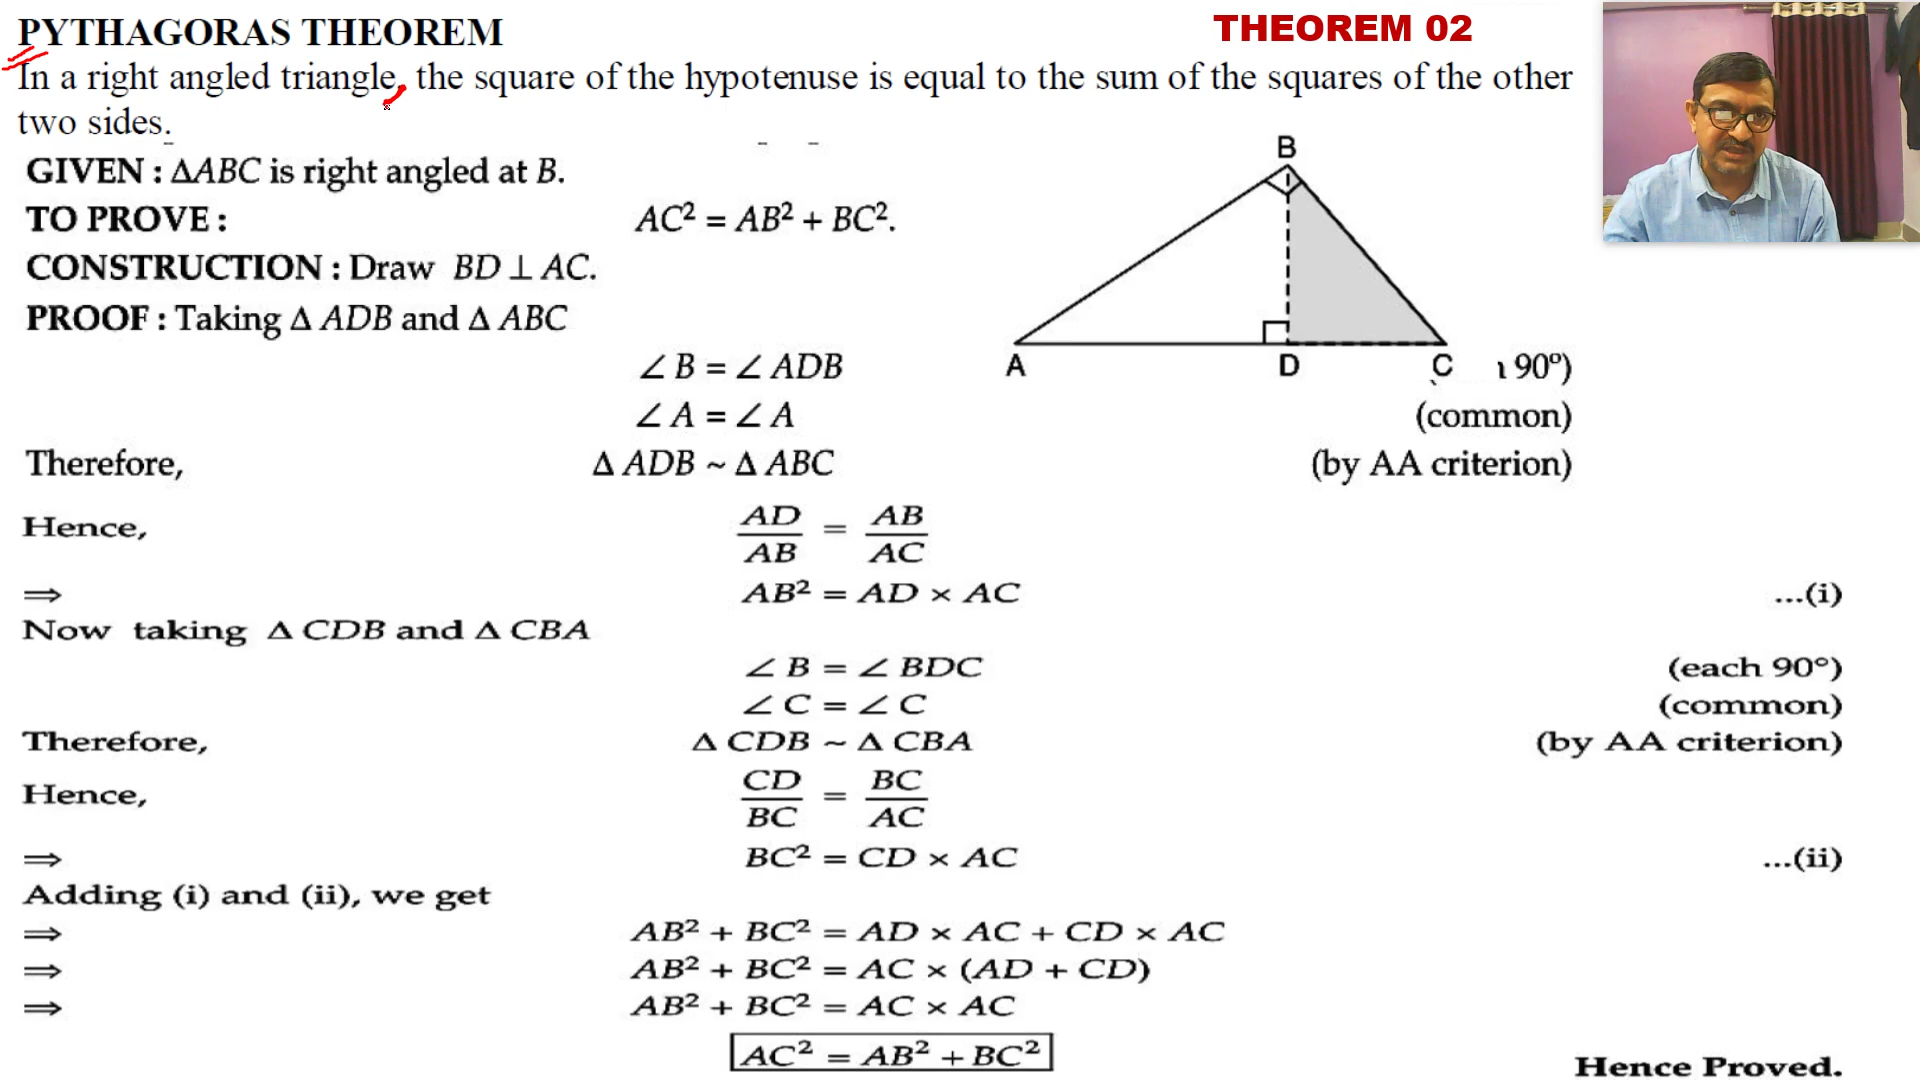 PYTHAGORAS THEOREM
THEOREM 02
In a right angled triangle, the square of the hypotenuse is equal to the sum of the squares of the other
two sides.
GIVEN : ΔABC is right angled at B.
TO PROVE : AC² = AB² + BC².
CONSTRUCTION : Draw BD ⊥ AC.
PROOF : Taking Δ ADB and Δ ABC
B
A D C
∠ B = ∠ ADB 90°)
∠ A = ∠ A (common)
Therefore, Δ ADB ~ Δ ABC (by AA criterion)
Hence, AD/AB = AB/AC
⇒ AB² = AD × AC ...(i)
Now taking Δ CDB and Δ CBA
∠ B = ∠ BDC (each 90°)
∠ C = ∠ C (common)
Therefore, Δ CDB ~ Δ CBA (by AA criterion)
Hence, CD/BC = BC/AC
⇒ BC² = CD × AC ...(ii)
Adding (i) and (ii), we get
⇒ AB² + BC² = AD × AC + CD × AC
⇒ AB² + BC² = AC × (AD + CD)
⇒ AB² + BC² = AC × AC
AC² = AB² + BC²
Hence Proved.